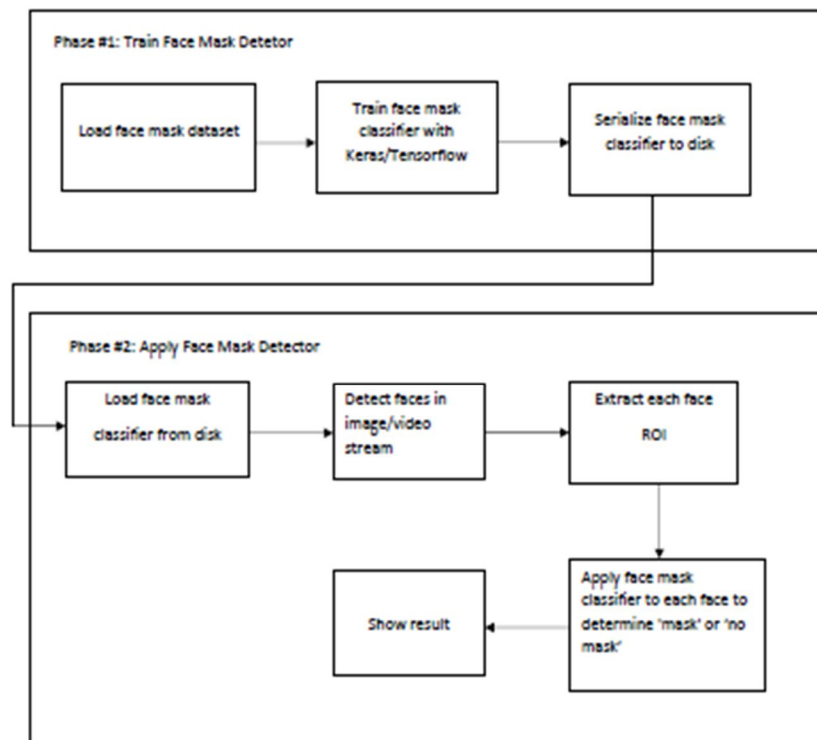 Phase #1: Train Face Mask Detetor
Load face mask dataset
Train face mask
classifier with
Keras/Tensorflow
Serialize face mask
classifier to disk
Phase #2: Apply Face Mask Detector
Load face mask
classifier from disk
Detect faces in
image/video
stream
Extract each face
ROI
Apply face mask
classifier to each face to
determine 'mask' or 'no
mask'
Show result